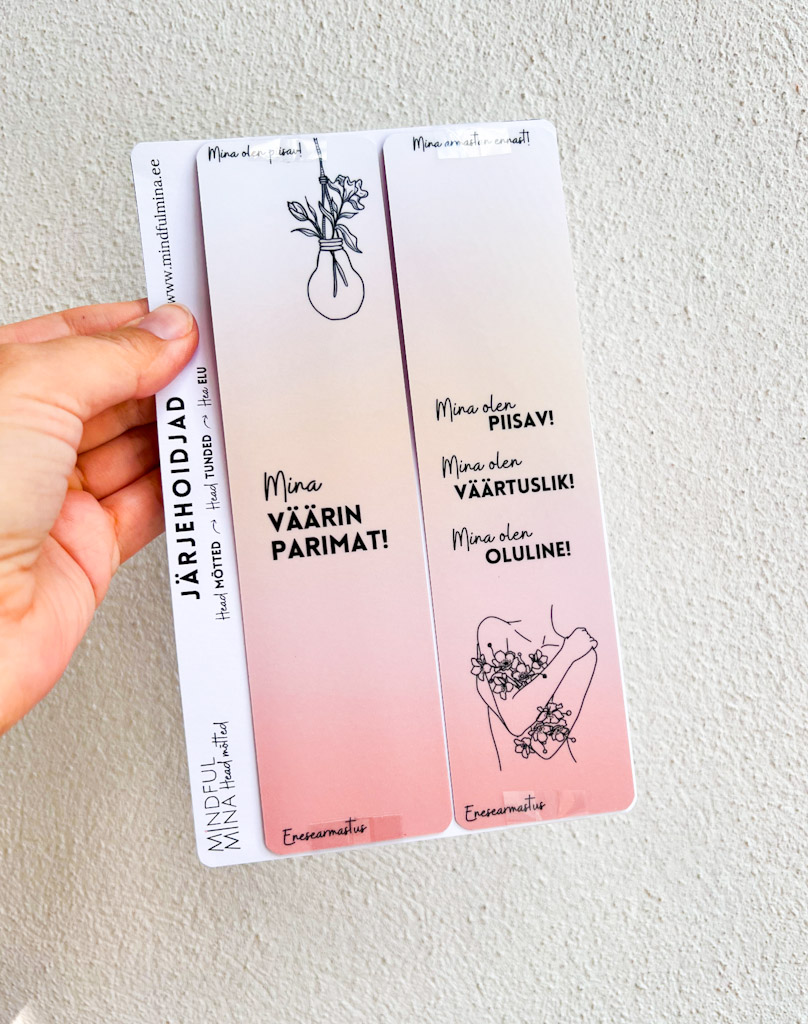 www.mindfulmina.ee
JÄRJEHOIDJAD
Head MÕTTED → Head TUNDED → Hea ELU
MINDFUL
MINA Head mõtted
Mina olen piisav!
Mina
VÄÄRIN
PARIMAT!
Enesearmastus
Mina armastan ennast!
Mina olen
PIISAV!
Mina olen
VÄÄRTUSLIK!
Mina olen
OLULINE!
Enesearmastus